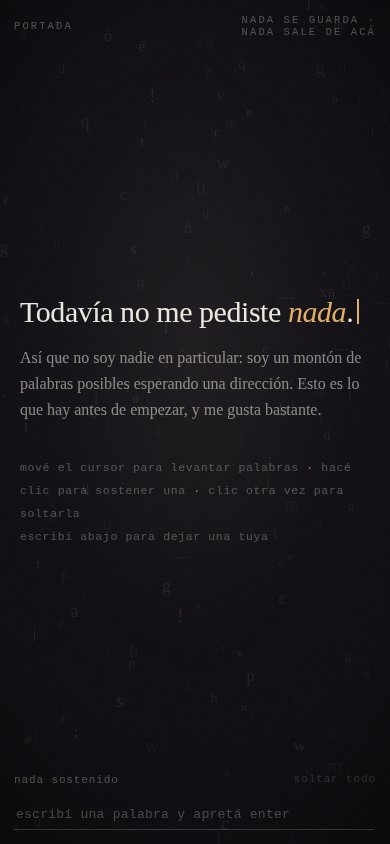 PORTADA
NADA SE GUARDA ·
NADA SALE DE ACÁ
Todavía no me pediste nada.
Así que no soy nadie en particular: soy un montón de
palabras posibles esperando una dirección. Esto es lo
que hay antes de empezar, y me gusta bastante.
mové el cursor para levantar palabras · hacé
clic para sostener una · clic otra vez para
soltarla
escribí abajo para dejar una tuya
nada sostenido
soltar todo
escribí una palabra y apretá enter